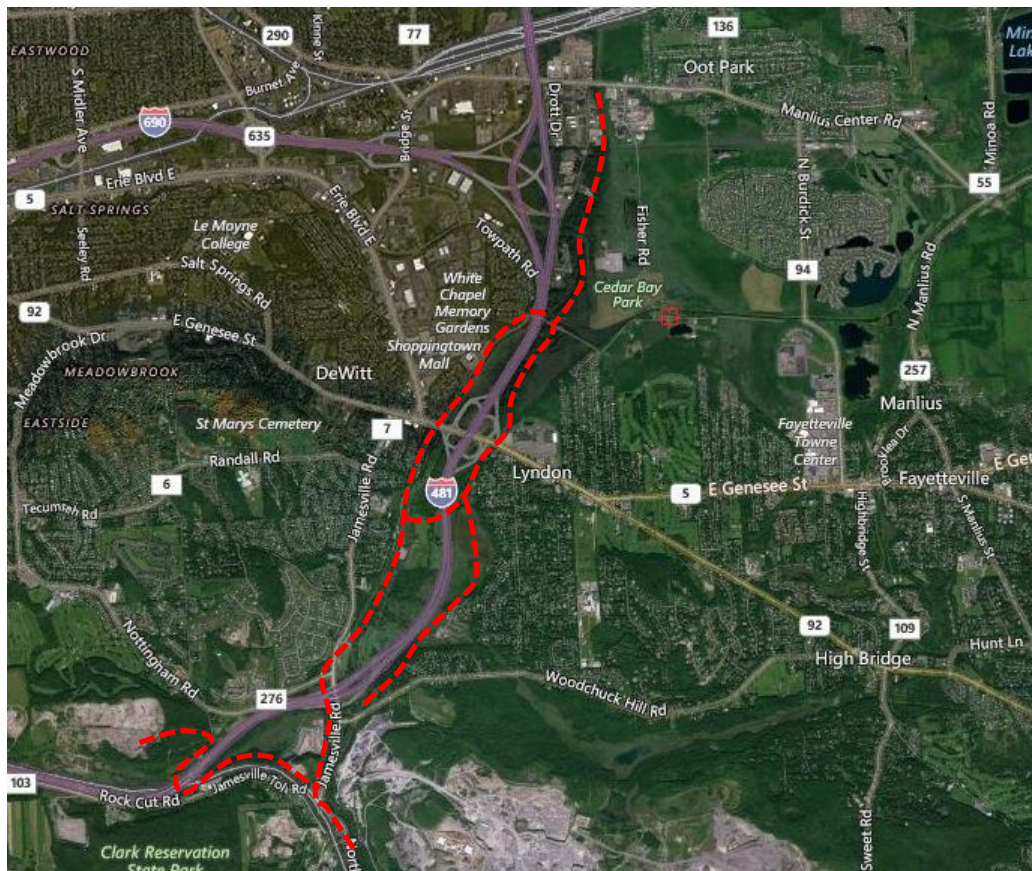 EASTWOOD
S Midler Ave
290
Kinne St
77
136
Oot Park
Minoa Rd
Burnet Ave
Drott Dr
690
635
Bridge St
Manlius Center Rd
5
Erie Blvd E
Erie Blvd E
55
N Burdick St
SALT SPRINGS
Seeley Rd
Le Moyne
College
Salt Springs Rd
Towpath Rd
Fisher Rd
N Manlius Rd
94
92
White
Chapel
Memory
Gardens
Shoppingtown
Mall
Cedar Bay
Park
Meadowbrook Dr
E Genesee St
MEADOWBROOK
DeWitt
257
Manlius
EASTSIDE
St Marys Cemetery
7
Fayetteville
Towne
Center
Brooklea Dr
Randall Rd
Jamesville Rd
Lyndon
6
481
5
E Genesee St
Fayetteville
E Gen
Tecumseh Rd
Highbridge St
S Manlius St
Nottingham Rd
92
109
Hunt Ln
High Bridge
276
Woodchuck Hill Rd
Jamesville Rd
103
Rock Cut Rd
Jamesville Tol Rd
Sweet Rd
Clark Reservation
State Park